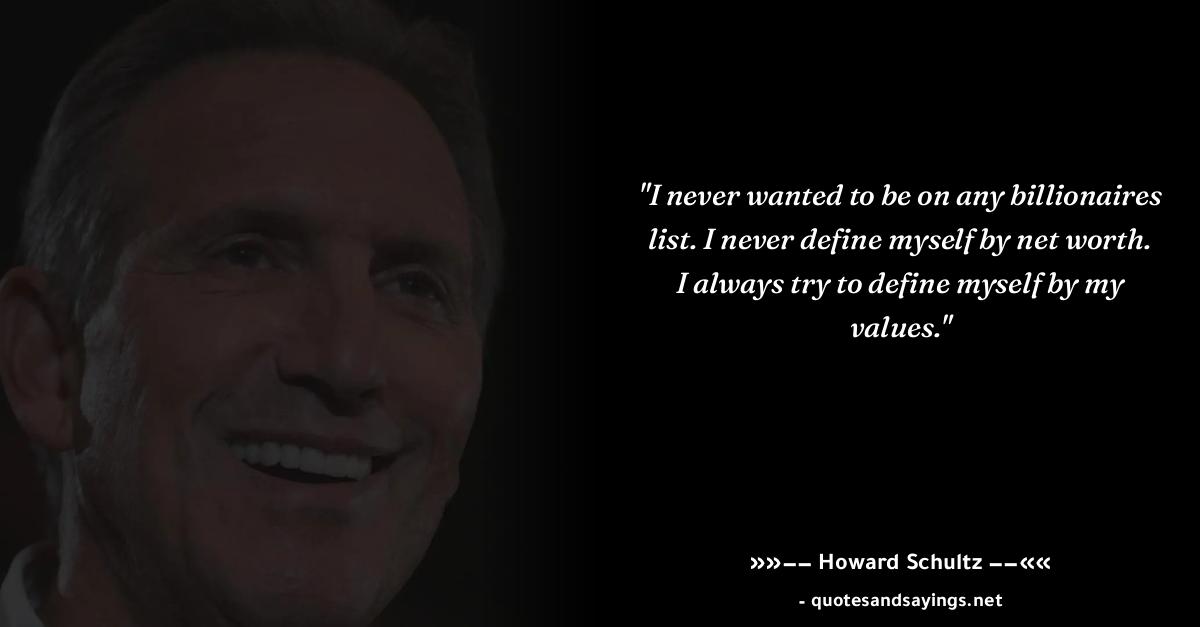 "I never wanted to be on any billionaires
list. I never define myself by net worth.
I always try to define myself by my
values."
»»–– Howard Schultz ––««
- quotesandsayings.net